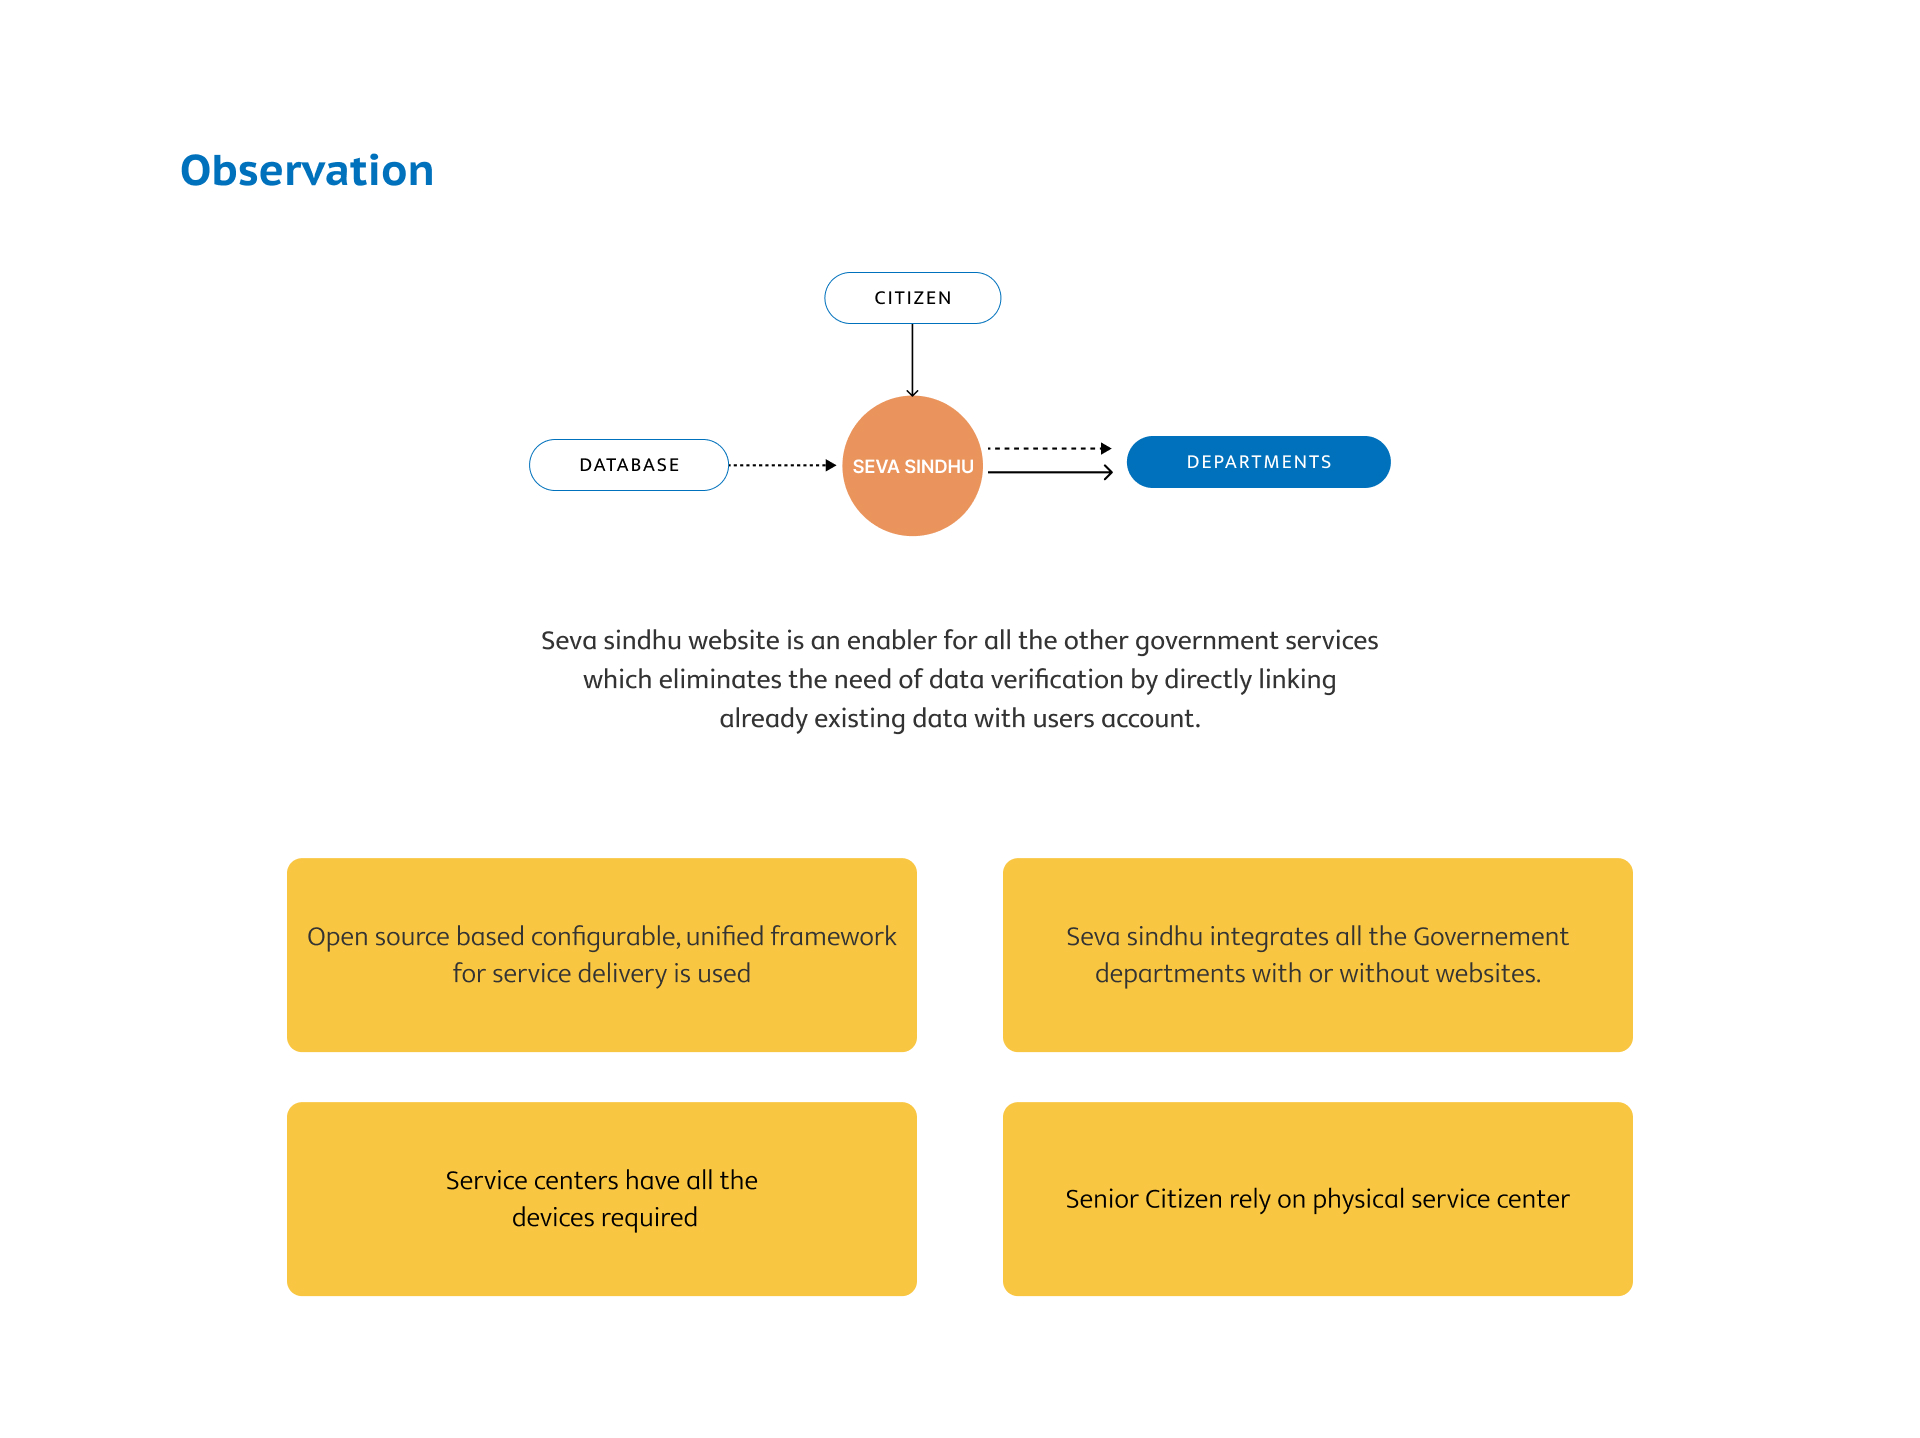 Observation
CITIZEN
DATABASE
SEVA SINDHU
DEPARTMENTS
Seva sindhu website is an enabler for all the other government services
which eliminates the need of data verification by directly linking
already existing data with users account.
Open source based configurable, unified framework
for service delivery is used
Seva sindhu integrates all the Governement
departments with or without websites.
Service centers have all the
devices required
Senior Citizen rely on physical service center